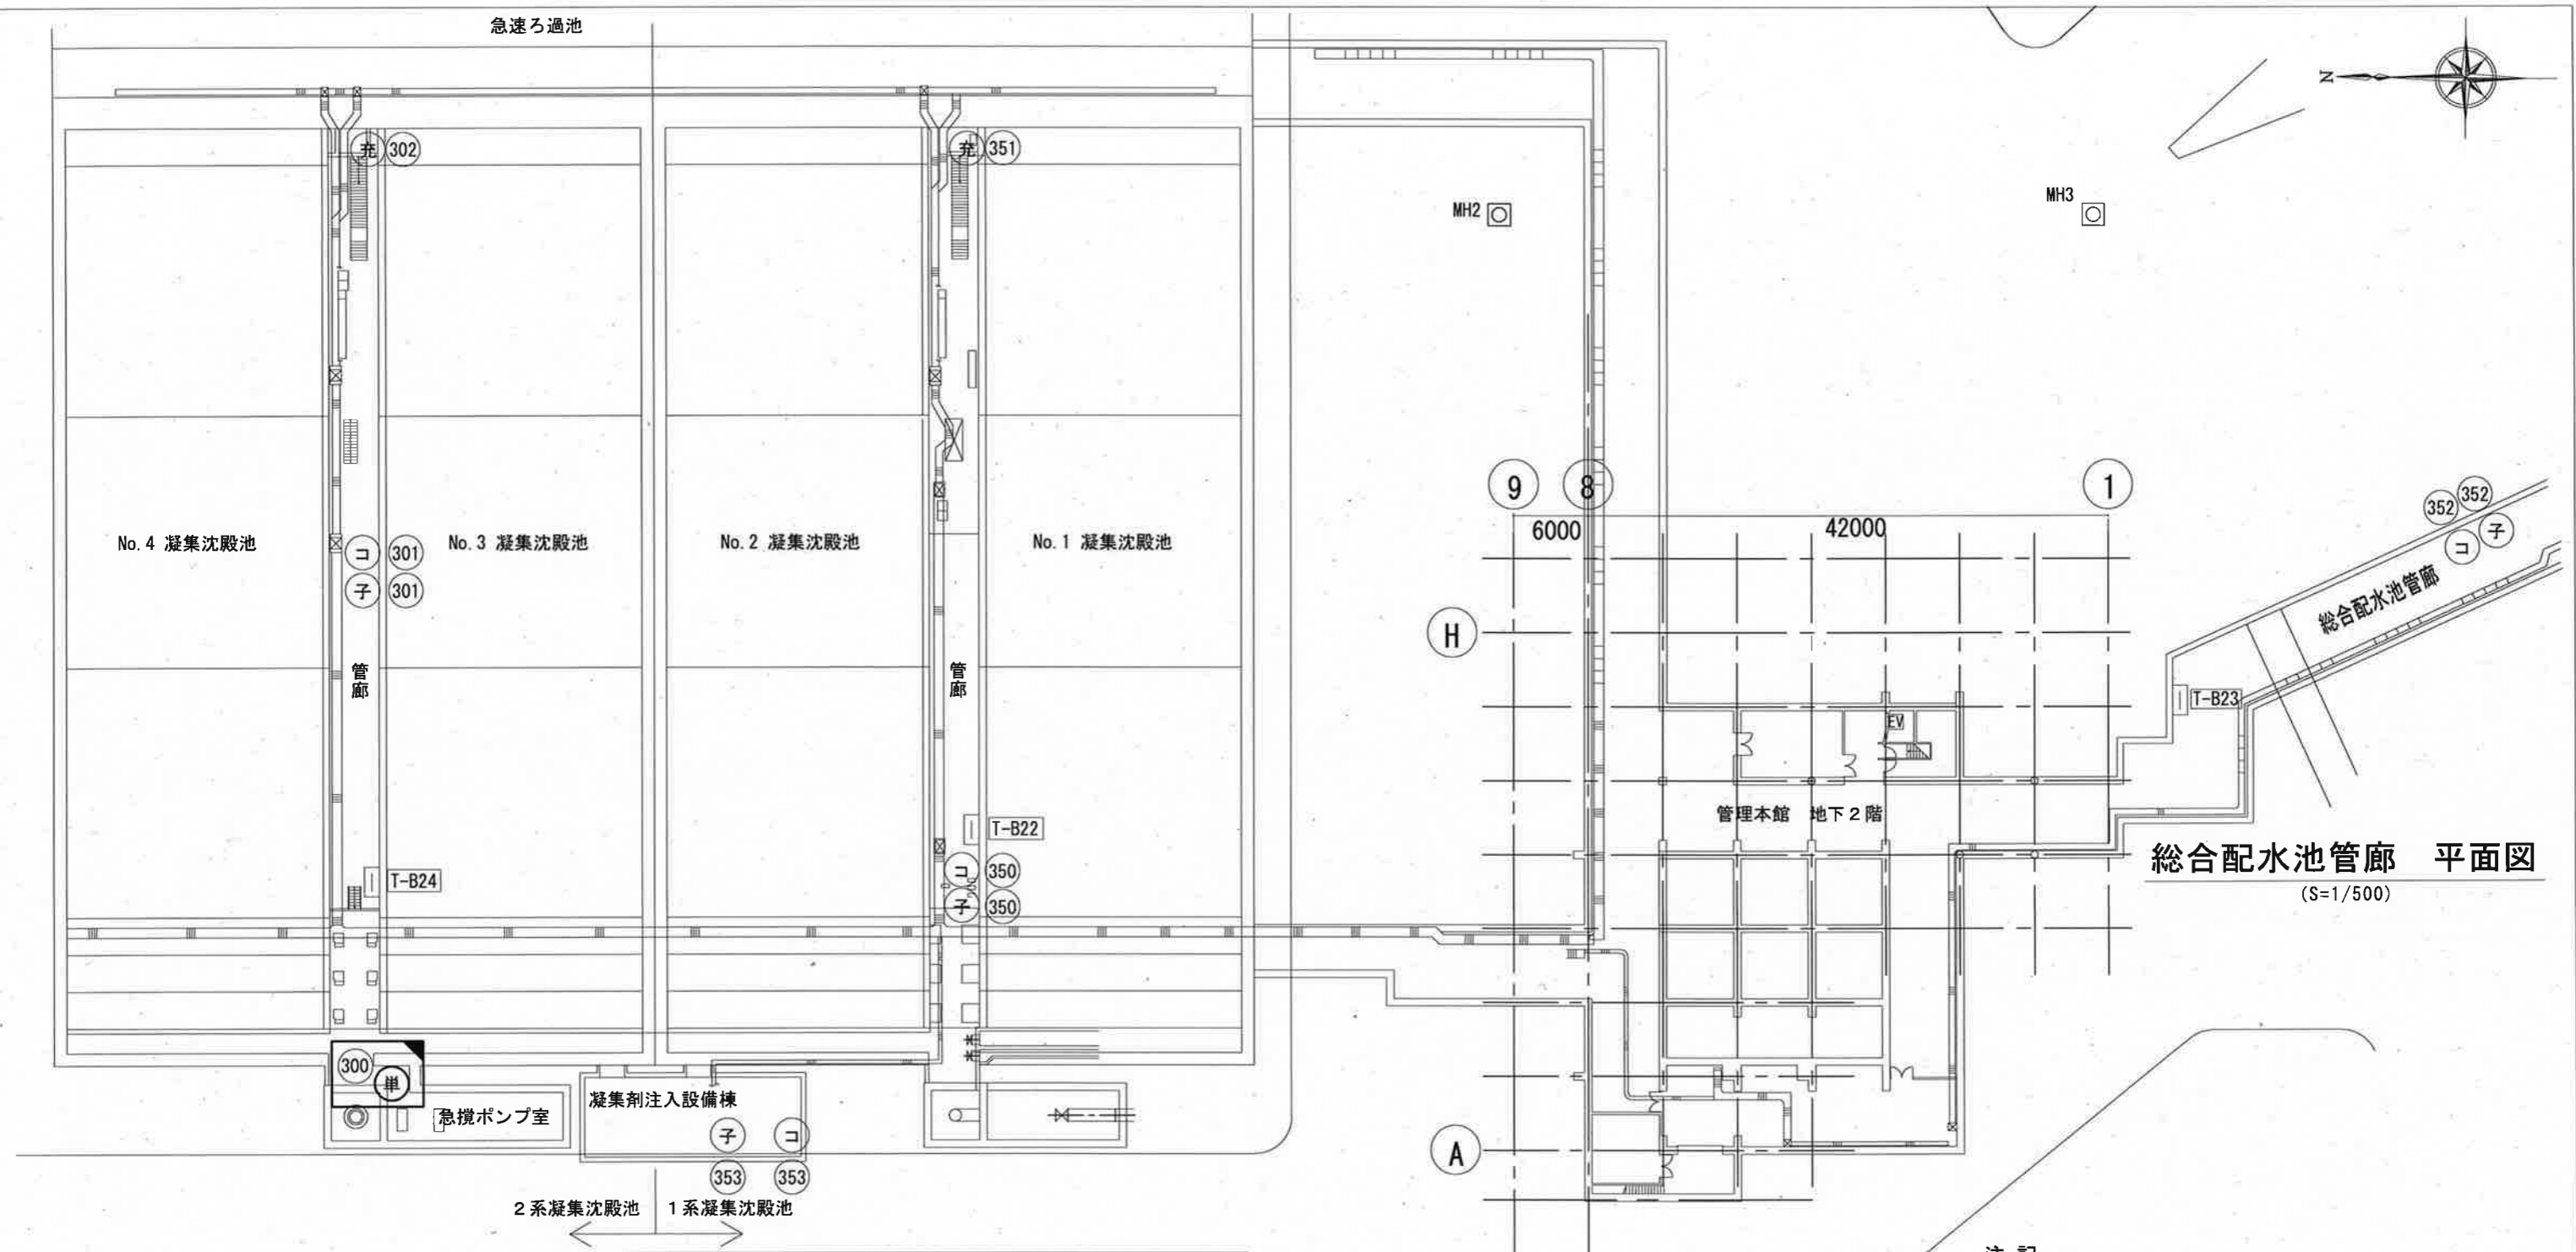 急速ろ過池
N
充 302
充 351
MH2
MH3
9
8
1
6000
42000
352 352
コ 子
No.4 凝集沈殿池
コ 301
子 301
No.3 凝集沈殿池
No.2 凝集沈殿池
No.1 凝集沈殿池
総合配水池管廊
H
管廊
管廊
EV
T-B23
T-B22
管理本館 地下2階
T-B24
コ 350
子 350
総合配水池管廊 平面図
(S=1/500)
300
単
急撹ポンプ室
凝集剤注入設備棟
子 コ
353 353
A
2系凝集沈殿池
1系凝集沈殿池